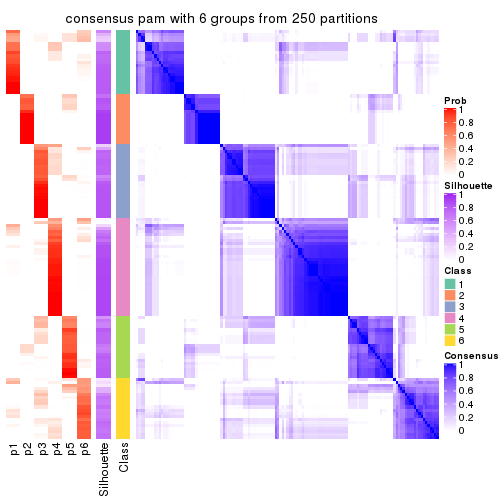 consensus pam with 6 groups from 250 partitions
Prob
1
0.8
0.6
0.4
0.2
0
Silhouette
1
0.8
0.6
0.4
0.2
0
Class
1
2
3
4
5
6
Consensus
1
0.8
0.6
0.4
0.2
0
p1
p2
p3
p4
p5
p6
Silhouette
Class